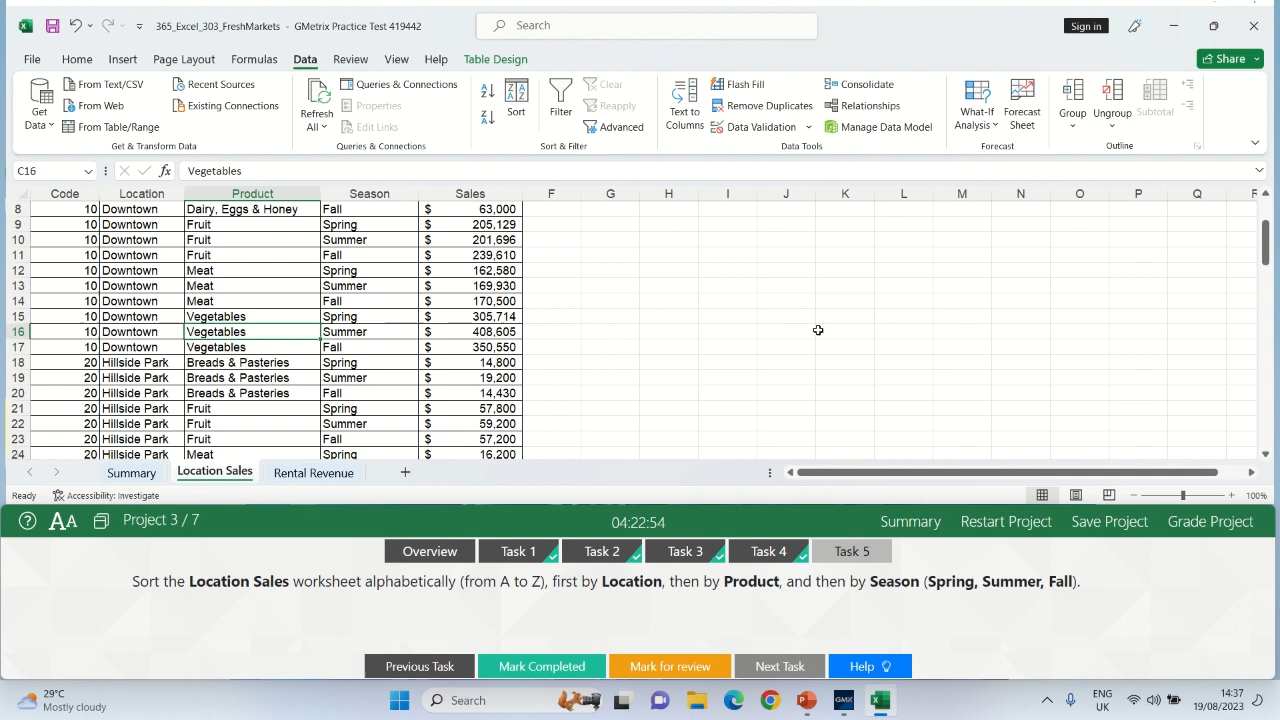 365_Excel_303_FreshMarkets - GMetrix Practice Test 419442
Search
Sign in
File Home Insert Page Layout Formulas Data Review View Help Table Design
Share
Get Data
From Text/CSV
From Web
From Table/Range
Recent Sources
Existing Connections
Get & Transform Data
Refresh All
Queries & Connections
Properties
Edit Links
Queries & Connections
Sort
Filter
Clear
Reapply
Advanced
Sort & Filter
Text to Columns
Flash Fill
Remove Duplicates
Data Validation
Consolidate
Relationships
Manage Data Model
Data Tools
What-If Analysis
Forecast Sheet
Forecast
Group
Ungroup
Subtotal
Outline
C16 fx Vegetables
Code Location Product Season Sales F G H I J K L M N O P Q
8 10 Downtown Dairy, Eggs & Honey Fall $ 63,000
9 10 Downtown Fruit Spring $ 205,129
10 10 Downtown Fruit Summer $ 201,696
11 10 Downtown Fruit Fall $ 239,610
12 10 Downtown Meat Spring $ 162,580
13 10 Downtown Meat Summer $ 169,930
14 10 Downtown Meat Fall $ 170,500
15 10 Downtown Vegetables Spring $ 305,714
16 10 Downtown Vegetables Summer $ 408,605
17 10 Downtown Vegetables Fall $ 350,550
18 20 Hillside Park Breads & Pasteries Spring $ 14,800
19 20 Hillside Park Breads & Pasteries Summer $ 19,200
20 20 Hillside Park Breads & Pasteries Fall $ 14,430
21 20 Hillside Park Fruit Spring $ 57,800
22 20 Hillside Park Fruit Summer $ 59,200
23 20 Hillside Park Fruit Fall $ 57,200
24 20 Hillside Park Meat Spring $ 16,200
Summary Location Sales Rental Revenue
Ready Accessibility: Investigate 100%
Project 3 / 7 04:22:54 Summary Restart Project Save Project Grade Project
Overview Task 1 Task 2 Task 3 Task 4 Task 5
Sort the Location Sales worksheet alphabetically (from A to Z), first by Location, then by Product, and then by Season (Spring, Summer, Fall).
Previous Task Mark Completed Mark for review Next Task Help
29°C
Mostly cloudy
Search
GMX
ENG
UK
14:37
19/08/2023